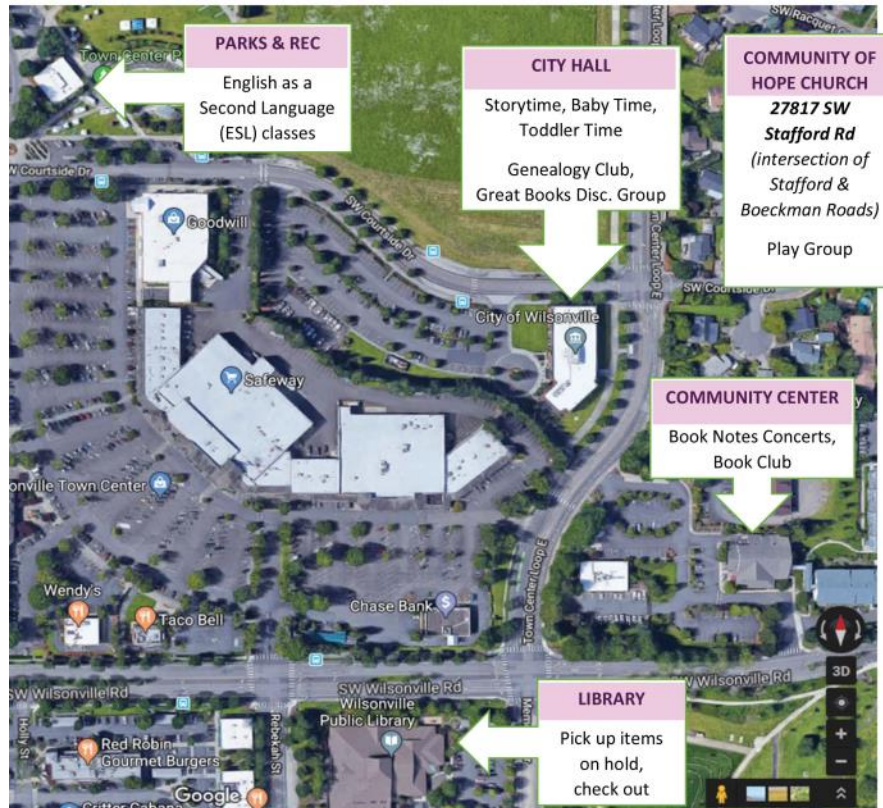 PARKS & REC
English as a
Second Language
(ESL) classes
CITY HALL
Storytime, Baby Time,
Toddler Time
Genealogy Club,
Great Books Disc. Group
COMMUNITY OF
HOPE CHURCH
27817 SW
Stafford Rd
(intersection of
Stafford &
Boeckman Roads)
Play Group
Town Center P
SW Racquet
W Courtside Dr
Goodwill
SW Courtside Dr
SW Courtside Dr
City of Wilsonville
Safeway
COMMUNITY CENTER
Book Notes Concerts,
Book Club
onville Town Center
Town Center Loop E
Wendy's
Taco Bell
Chase Bank
3D
SW Wilsonville Rd
SW Wilsonville Rd
Wilsonville Rd
Wilsonville
Public Library
LIBRARY
Pick up items
on hold,
check out
Holly St
Rebekah St
Red Robin
Gourmet Burgers
Critter Cabana
Google